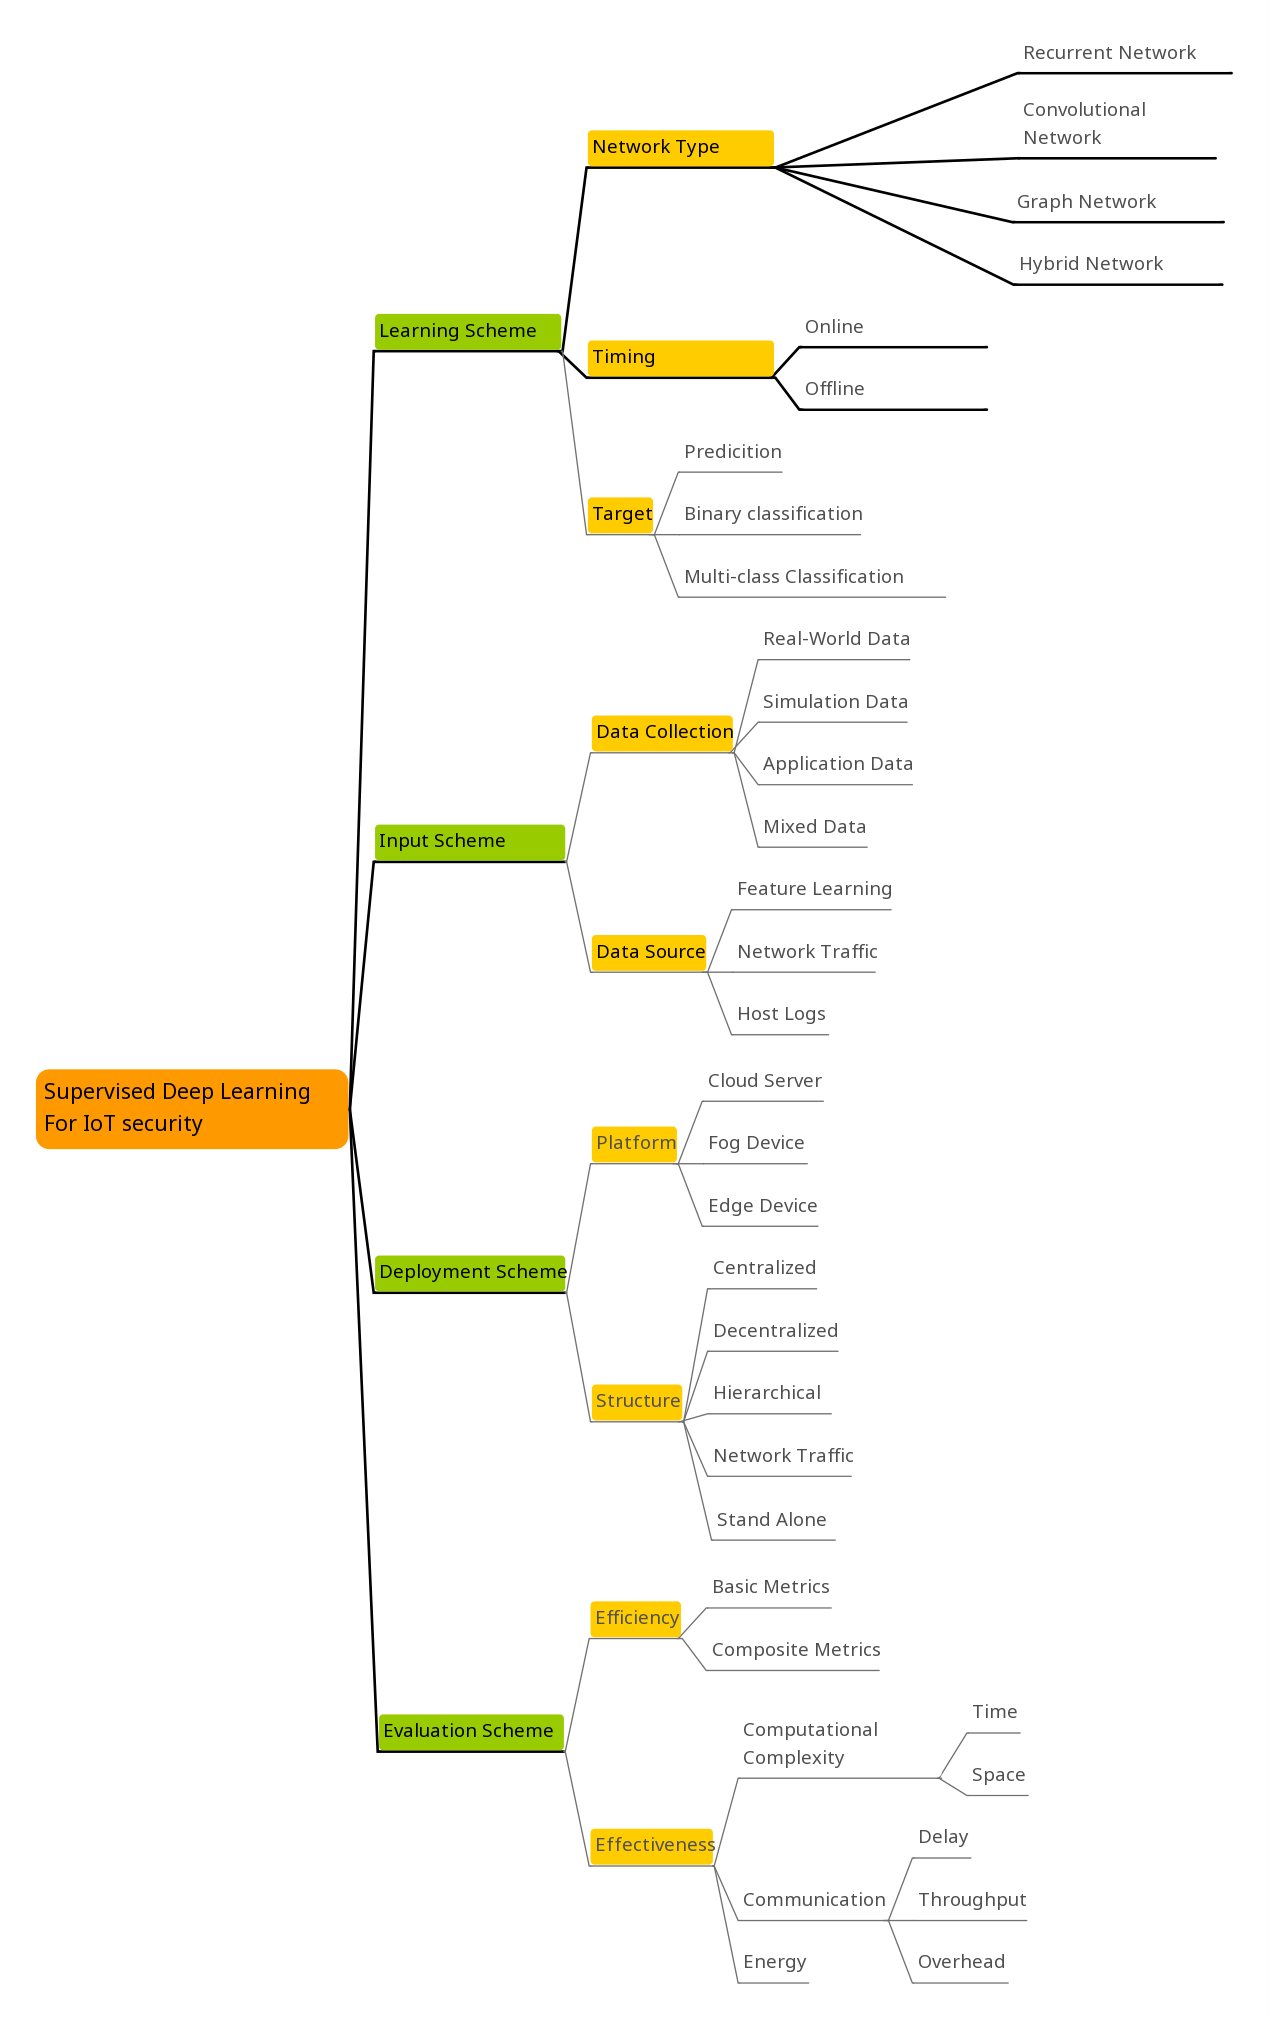 Recurrent Network
Convolutional
Network
Network Type
Graph Network
Hybrid Network
Learning Scheme
Online
Timing
Offline
Predicition
Target
Binary classification
Multi-class Classification
Real-World Data
Simulation Data
Data Collection
Application Data
Mixed Data
Input Scheme
Feature Learning
Data Source
Network Traffic
Host Logs
Supervised Deep Learning
For IoT security
Cloud Server
Platform
Fog Device
Edge Device
Deployment Scheme
Centralized
Decentralized
Hierarchical
Structure
Network Traffic
Stand Alone
Basic Metrics
Efficiency
Composite Metrics
Evaluation Scheme
Computational
Complexity
Time
Space
Effectiveness
Delay
Communication
Throughput
Energy
Overhead